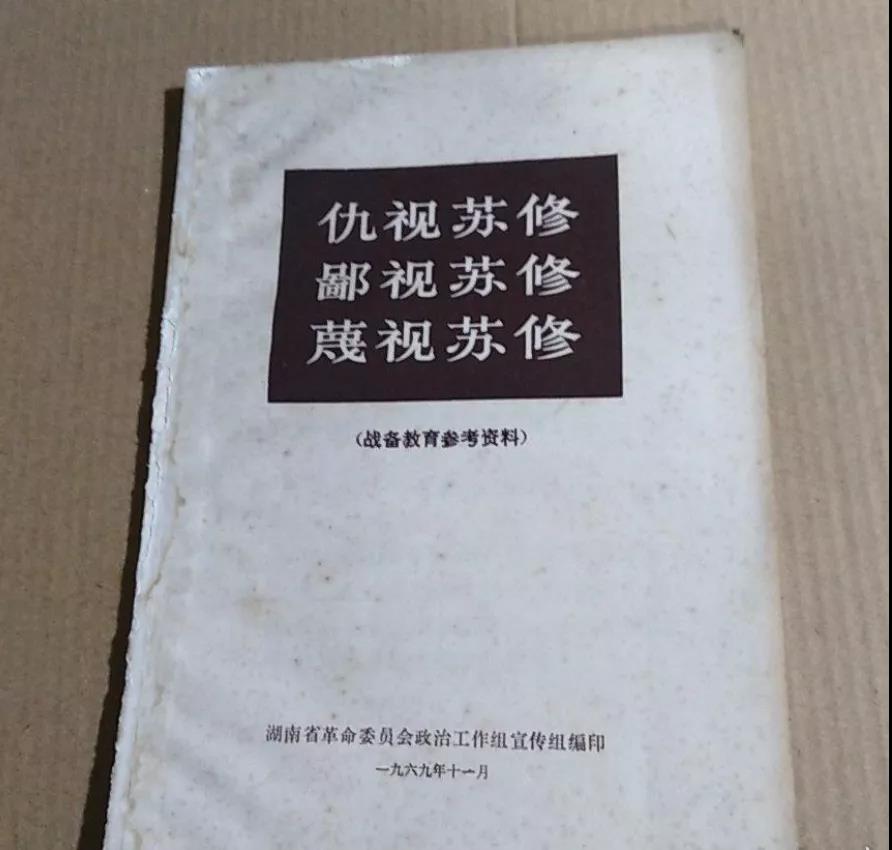 仇视苏修
鄙视苏修
蔑视苏修
（战备教育参考资料）
湖南省革命委员会政治工作组宣传组编印
一九六九年十一月